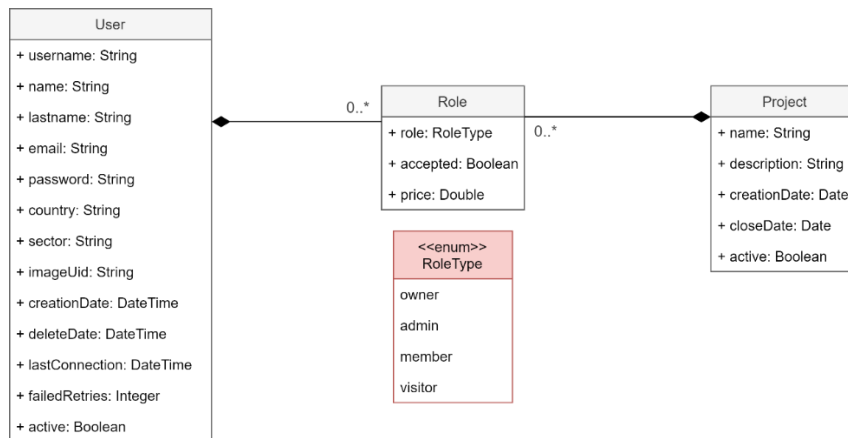 User
+ username: String
+ name: String
+ lastname: String
+ email: String
+ password: String
+ country: String
+ sector: String
+ imageUid: String
+ creationDate: DateTime
+ deleteDate: DateTime
+ lastConnection: DateTime
+ failedRetries: Integer
+ active: Boolean
0..*
Role
+ role: RoleType
+ accepted: Boolean
+ price: Double
0..*
<<enum>>
RoleType
owner
admin
member
visitor
Project
+ name: String
+ description: String
+ creationDate: Date
+ closeDate: Date
+ active: Boolean